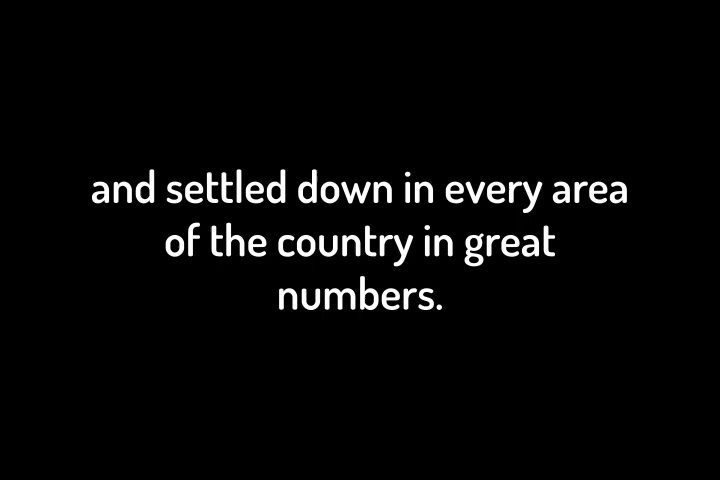 and settled down in every area
of the country in great
numbers.